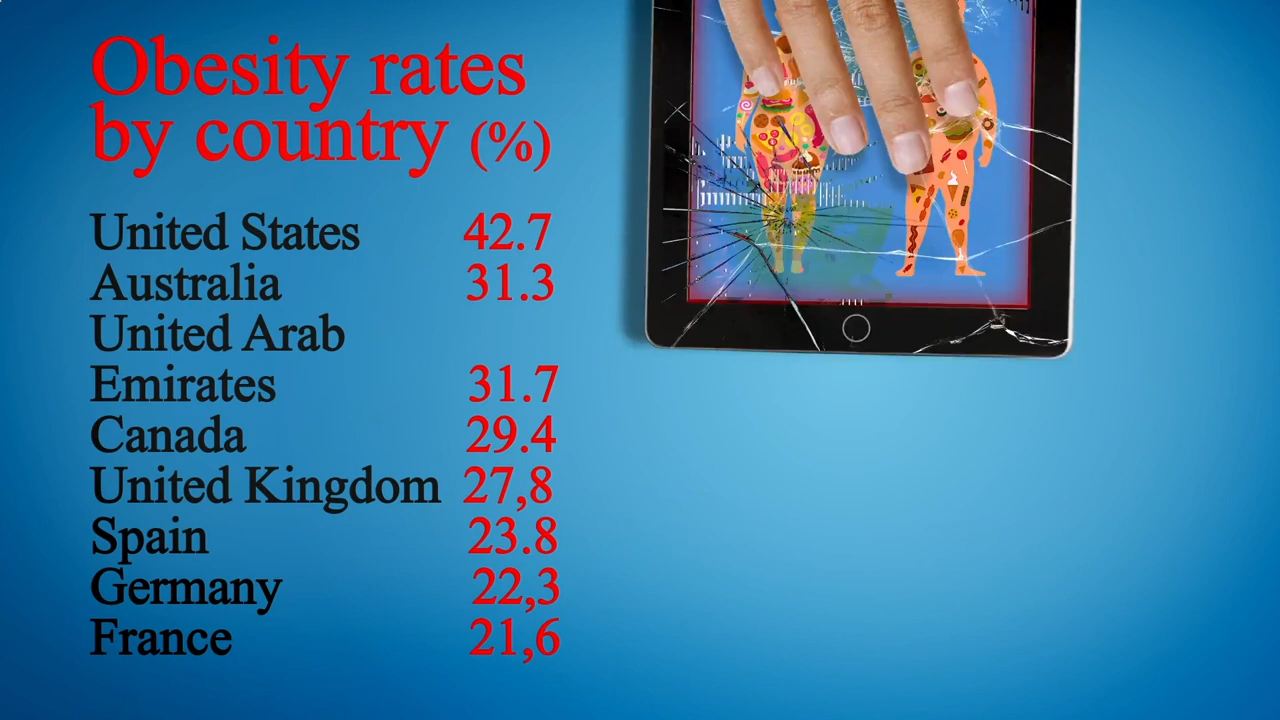 Obesity rates
by country (%)
United States 42.7
Australia 31.3
United Arab
Emirates 31.7
Canada 29.4
United Kingdom 27,8
Spain 23.8
Germany 22,3
France 21,6